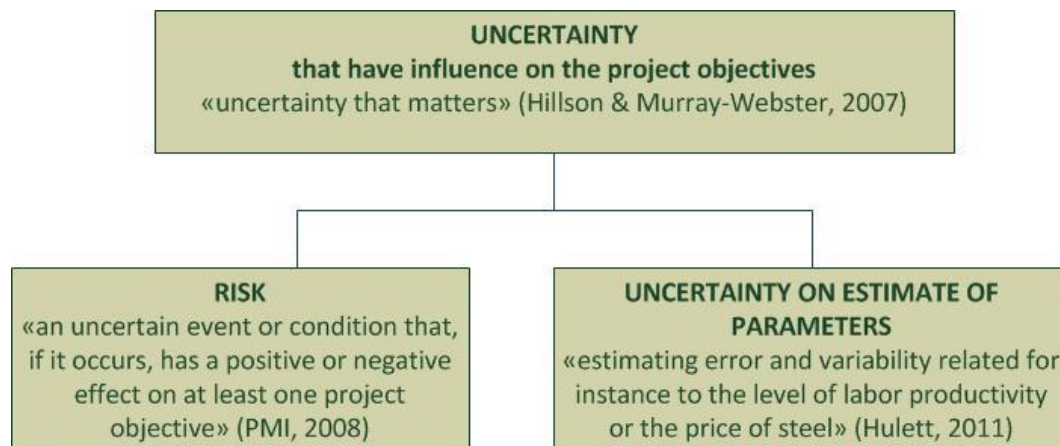 UNCERTAINTY
that have influence on the project objectives
«uncertainty that matters» (Hillson & Murray-Webster, 2007)
RISK
«an uncertain event or condition that,
if it occurs, has a positive or negative
effect on at least one project
objective» (PMI, 2008)
UNCERTAINTY ON ESTIMATE OF
PARAMETERS
«estimating error and variability related for
instance to the level of labor productivity
or the price of steel» (Hulett, 2011)